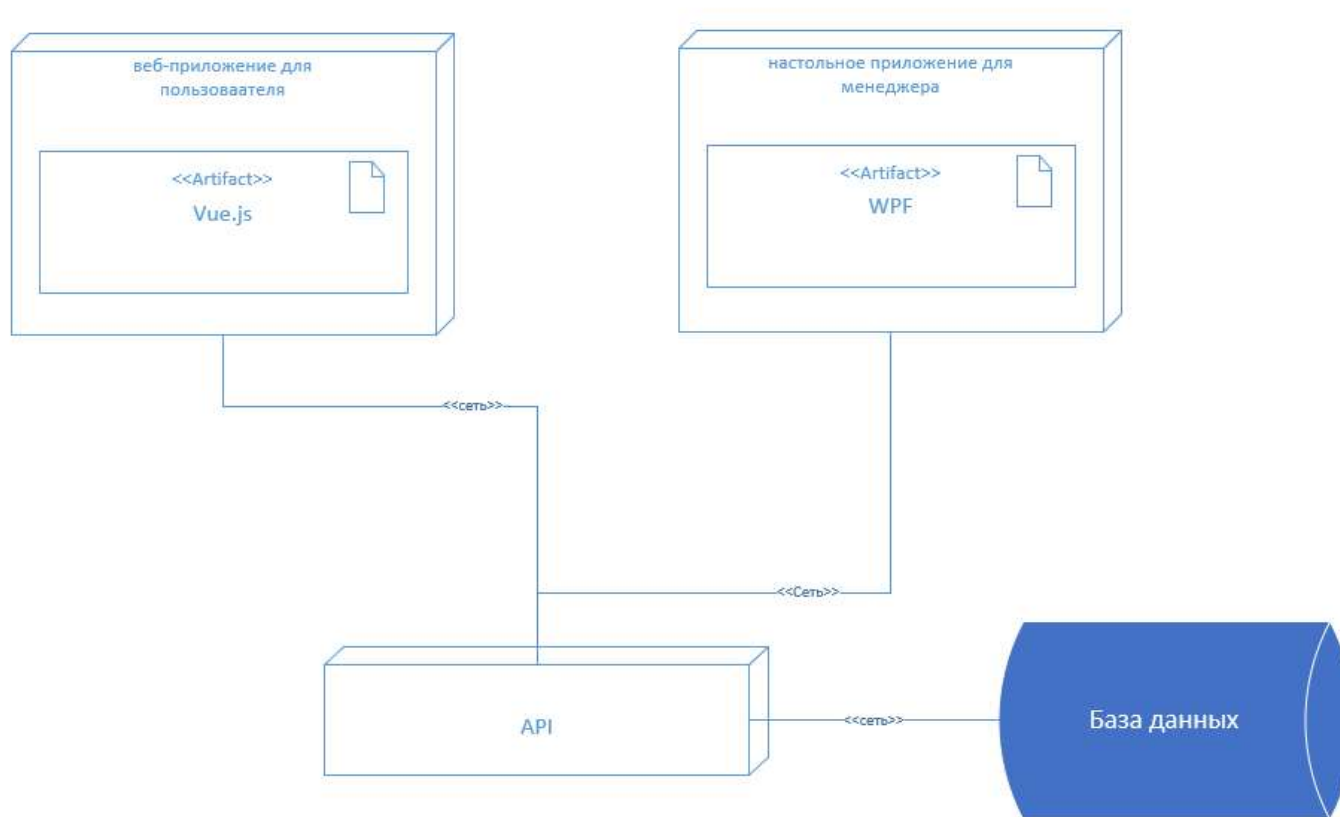 веб-приложение для
пользоваателя
<<Artifact>>
Vue.js
настольное приложение для
менеджера
<<Artifact>>
WPF
<<сеть>>
<<Сеть>>
API
<<сеть>>
База данных